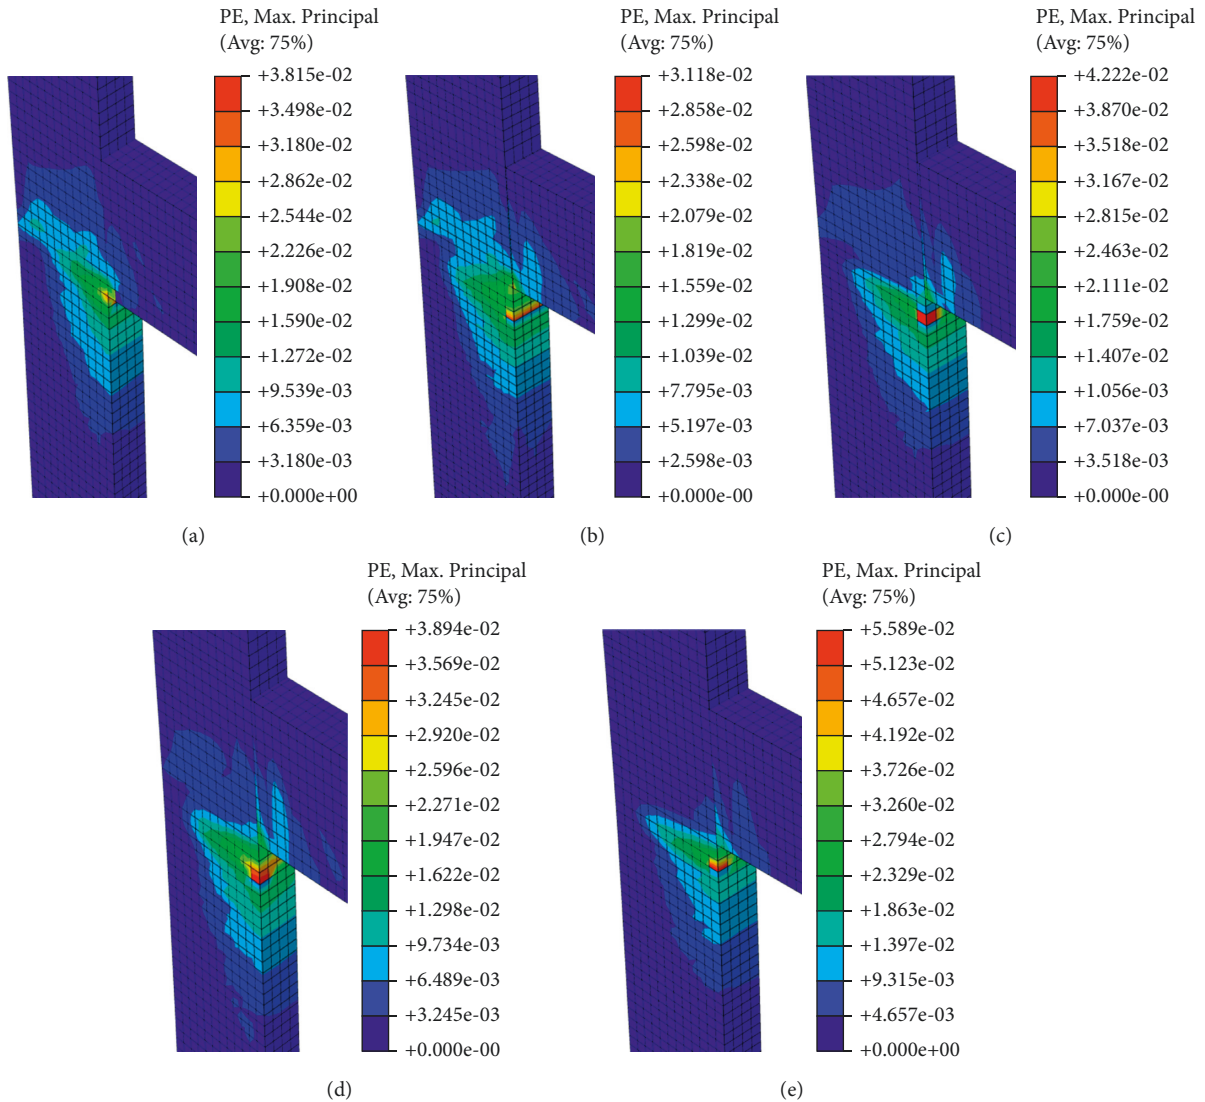 PE, Max. Principal
(Avg: 75%)
+3.815e-02
+3.498e-02
+3.180e-02
+2.862e-02
+2.544e-02
+2.226e-02
+1.908e-02
+1.590e-02
+1.272e-02
+9.539e-03
+6.359e-03
+3.180e-03
+0.000e+00
(a)
PE, Max. Principal
(Avg: 75%)
+3.118e-02
+2.858e-02
+2.598e-02
+2.338e-02
+2.079e-02
+1.819e-02
+1.559e-02
+1.299e-02
+1.039e-02
+7.795e-03
+5.197e-03
+2.598e-03
+0.000e-00
(b)
PE, Max. Principal
(Avg: 75%)
+4.222e-02
+3.870e-02
+3.518e-02
+3.167e-02
+2.815e-02
+2.463e-02
+2.111e-02
+1.759e-02
+1.407e-02
+1.056e-02
+7.037e-03
+3.518e-03
+0.000e-00
(c)
PE, Max. Principal
(Avg: 75%)
+3.894e-02
+3.569e-02
+3.245e-02
+2.920e-02
+2.596e-02
+2.271e-02
+1.947e-02
+1.622e-02
+1.298e-02
+9.734e-03
+6.489e-03
+3.245e-03
+0.000e-00
(d)
PE, Max. Principal
(Avg: 75%)
+5.589e-02
+5.123e-02
+4.657e-02
+4.192e-02
+3.726e-02
+3.260e-02
+2.794e-02
+2.329e-02
+1.863e-02
+1.397e-02
+9.315e-03
+4.657e-03
+0.000e+00
(e)